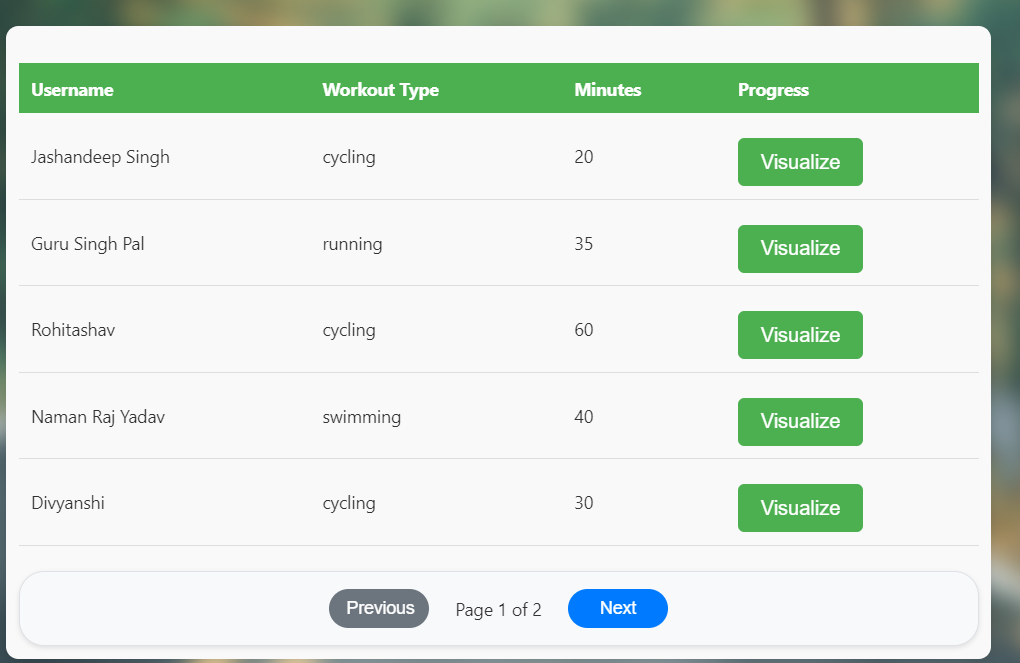 Username Workout Type Minutes Progress
Jashandeep Singh cycling 20 Visualize
Guru Singh Pal running 35 Visualize
Rohitashav cycling 60 Visualize
Naman Raj Yadav swimming 40 Visualize
Divyanshi cycling 30 Visualize
Previous Page 1 of 2 Next